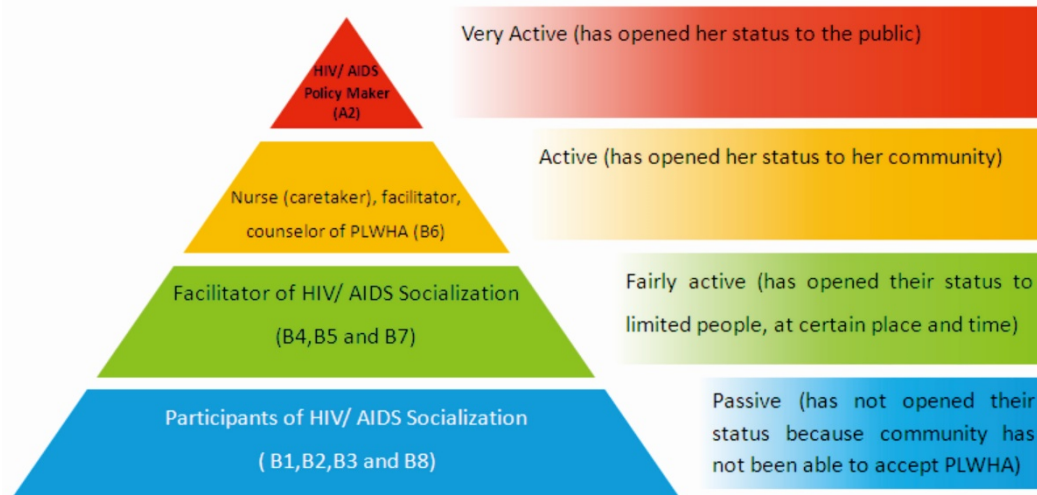 HIV/ AIDS
Policy Maker
(A2)
Very Active (has opened her status to the public)
Nurse (caretaker), facilitator,
counselor of PLWHA (B6)
Active (has opened her status to her community)
Facilitator of HIV/ AIDS Socialization
(B4,B5 and B7)
Fairly active (has opened their status to
limited people, at certain place and time)
Participants of HIV/ AIDS Socialization
( B1,B2,B3 and B8)
Passive (has not opened their
status because community has
not been able to accept PLWHA)